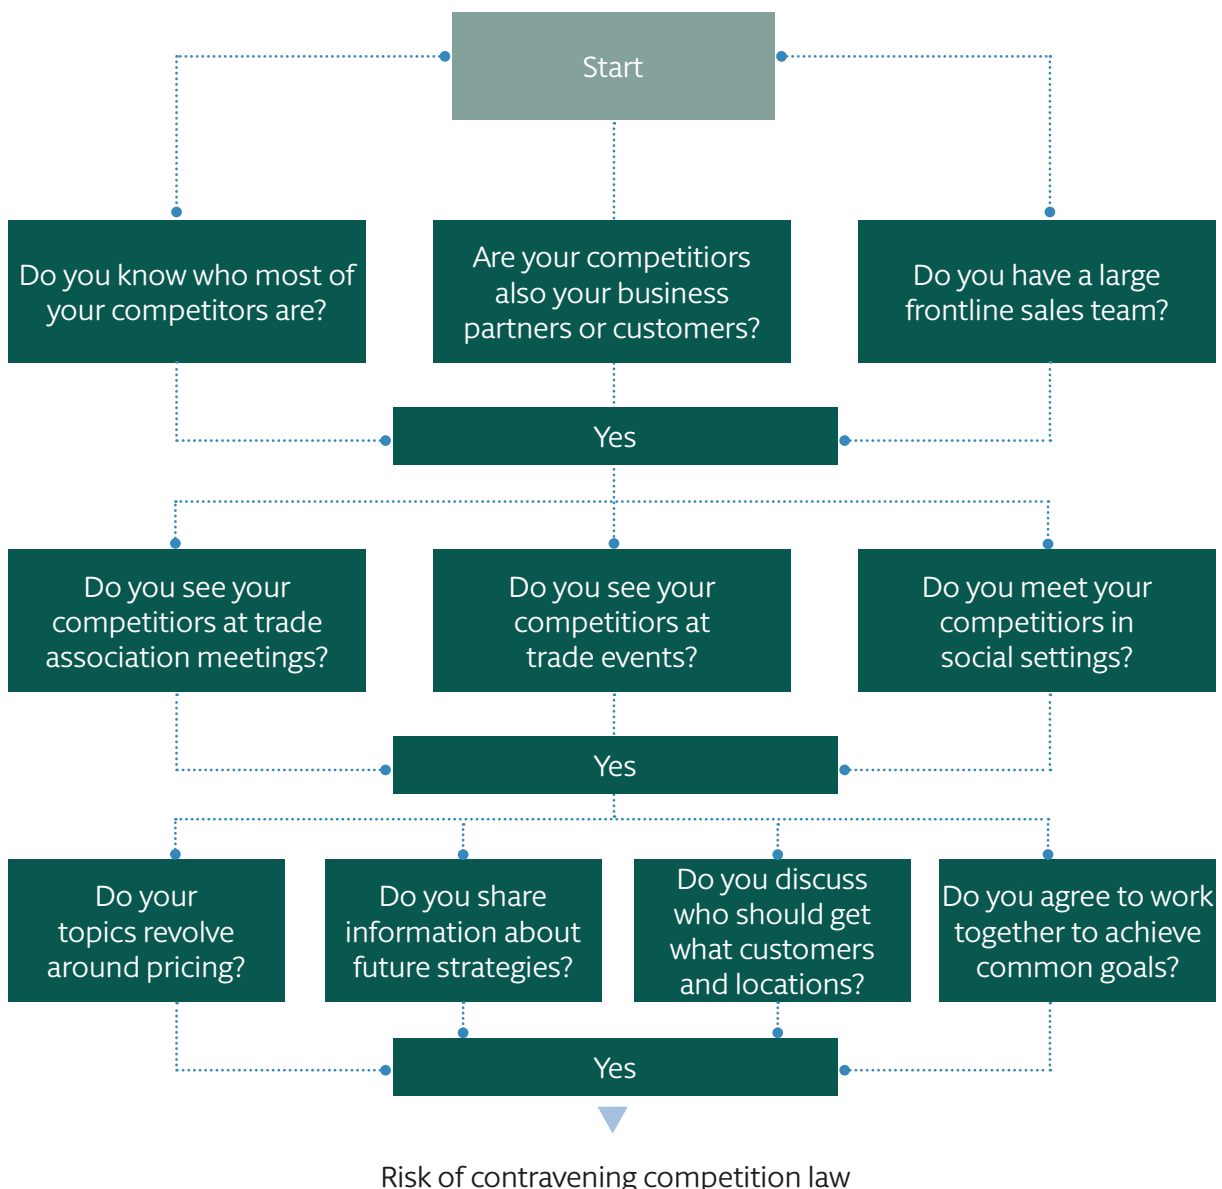 Start
Do you know who most of
your competitors are?
Are your competitiors
also your business
partners or customers?
Do you have a large
frontline sales team?
Yes
Do you see your
competitiors at trade
association meetings?
Do you see your
competitiors at
trade events?
Do you meet your
competitiors in
social settings?
Yes
Do your
topics revolve
around pricing?
Do you share
information about
future strategies?
Do you discuss
who should get
what customers
and locations?
Do you agree to work
together to achieve
common goals?
Yes
Risk of contravening competition law